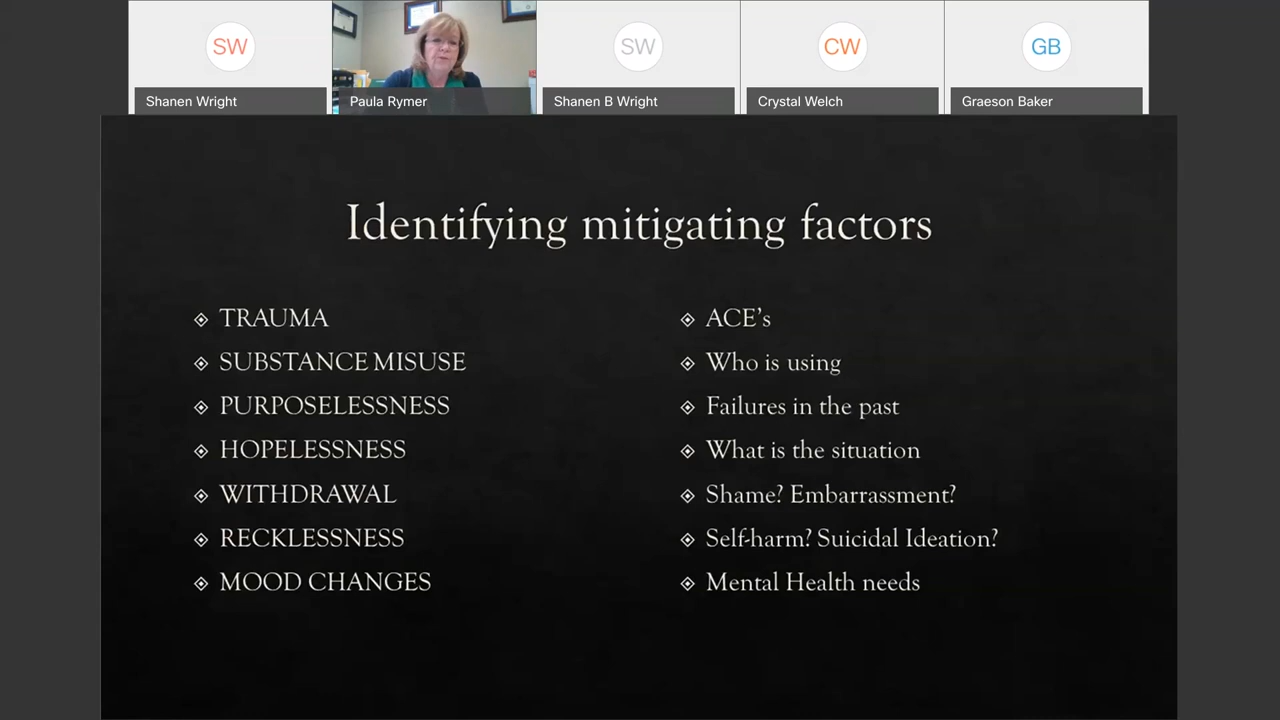 SW
SW
CW
GB
Shanen Wright
Paula Rymer
Shanen B Wright
Crystal Welch
Graeson Baker
Identifying mitigating factors
TRAUMA
SUBSTANCE MISUSE
PURPOSELESSNESS
HOPELESSNESS
WITHDRAWAL
RECKLESSNESS
MOOD CHANGES
ACE's
Who is using
Failures in the past
What is the situation
Shame? Embarrassment?
Self-harm? Suicidal Ideation?
Mental Health needs